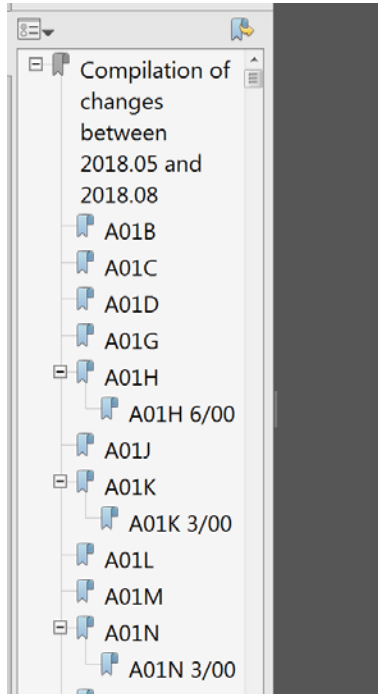 Compilation of
changes
between
2018.05 and
2018.08
A01B
A01C
A01D
A01G
A01H
A01H 6/00
A01J
A01K
A01K 3/00
A01L
A01M
A01N
A01N 3/00